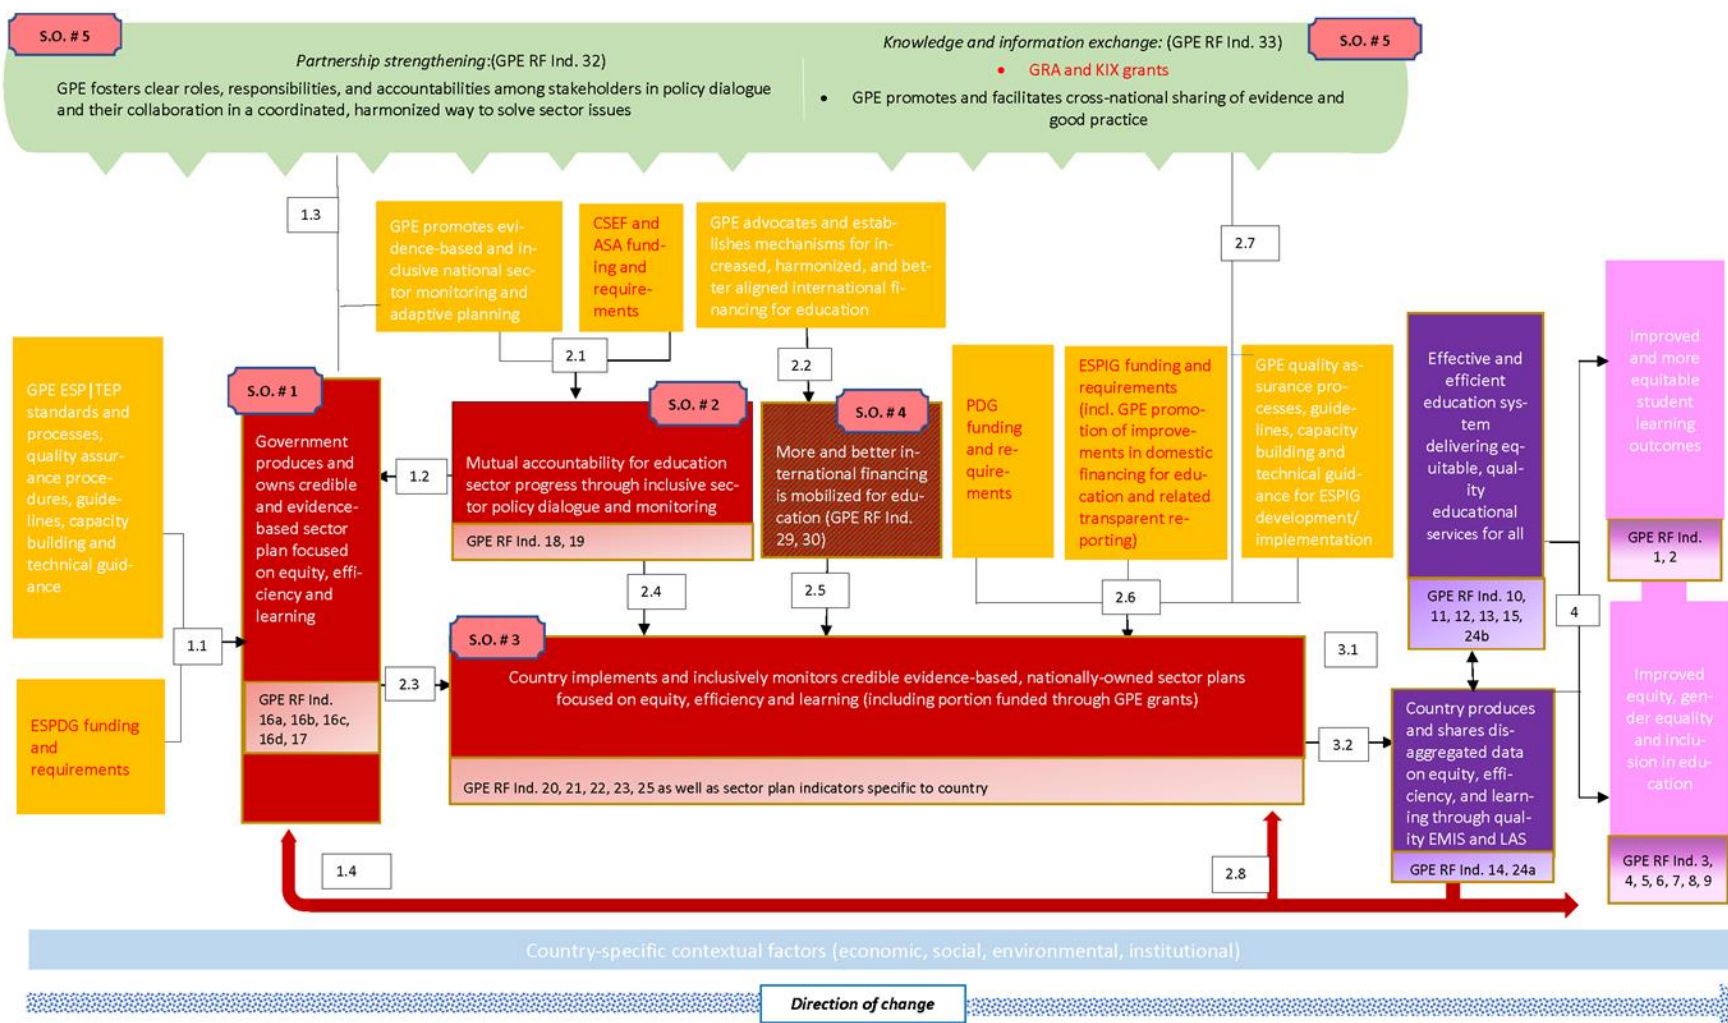 S.O. # 5
Partnership strengthening:(GPE RF Ind. 32)
GPE fosters clear roles, responsibilities, and accountabilities among stakeholders in policy dialogue
and their collaboration in a coordinated, harmonized way to solve sector issues
Knowledge and information exchange: (GPE RF Ind. 33)
• GRA and KIX grants
• GPE promotes and facilitates cross-national sharing of evidence and
good practice
S.O. # 5
1.3
GPE promotes evi-
dence-based and in-
clusive national sec-
tor monitoring and
adaptive planning
CSEF and
ASA fund-
ing and
require-
ments
GPE advocates and estab-
lishes mechanisms for in-
creased, harmonized, and bet-
ter aligned international fi-
nancing for education
2.7
2.1
2.2
GPE ESP|TEP
standards and
processes,
quality assur-
ance proce-
dures, guide-
lines, capacity
building and
technical guid-
ance
1.1
ESPDG funding
and
requirements
S.O. # 1
Government
produces and
owns credible
and evidence-
based sector
plan focused
on equity, effi-
ciency and
learning
GPE RF Ind.
16a, 16b, 16c,
16d, 17
1.2
S.O. # 2
Mutual accountability for education
sector progress through inclusive sec-
tor policy dialogue and monitoring
GPE RF Ind. 18, 19
S.O. # 4
More and better in-
ternational financing
is mobilized for edu-
cation (GPE RF Ind.
29, 30)
PDG
funding
and re-
quire-
ments
ESPIG funding and
requirements
(incl. GPE promo-
tion of improve-
ments in domestic
financing for edu-
cation and related
transparent re-
porting)
GPE quality as-
surance pro-
cesses, guide-
lines, capacity
building and
technical guid-
ance for ESPIG
development/
implementation
2.4
2.5
2.6
2.3
S.O. # 3
Country implements and inclusively monitors credible evidence-based, nationally-owned sector plans
focused on equity, efficiency and learning (including portion funded through GPE grants)
GPE RF Ind. 20, 21, 22, 23, 25 as well as sector plan indicators specific to country
3.1
3.2
Effective and
efficient
education sys-
tem
delivering eq-
uitable, qual-
ity
educational
services for all
GPE RF Ind. 10,
11, 12, 13, 15,
24b
Country produces
and shares dis-
aggregated data
on equity, effi-
ciency, and learn-
ing through qual-
ity EMIS and LAS
GPE RF Ind. 14, 24a
4
Improved
and more
equitable
student
learning
outcomes
GPE RF Ind.
1, 2
Improved
equity, gen-
der equality
and inclu-
sion in edu-
cation
GPE RF Ind. 3,
4, 5, 6, 7, 8, 9
1.4
2.8
Country-specific contextual factors (economic, social, environmental, institutional)
Direction of change